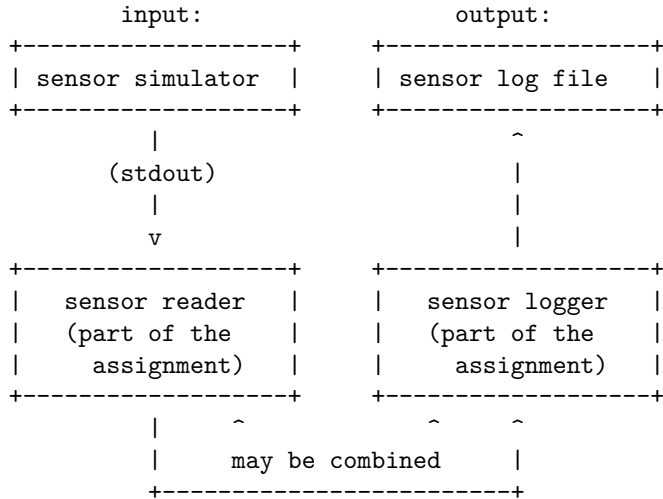 input: output:
sensor simulator sensor log file
(stdout)
v
sensor reader sensor logger
(part of the (part of the
assignment) assignment)
may be combined